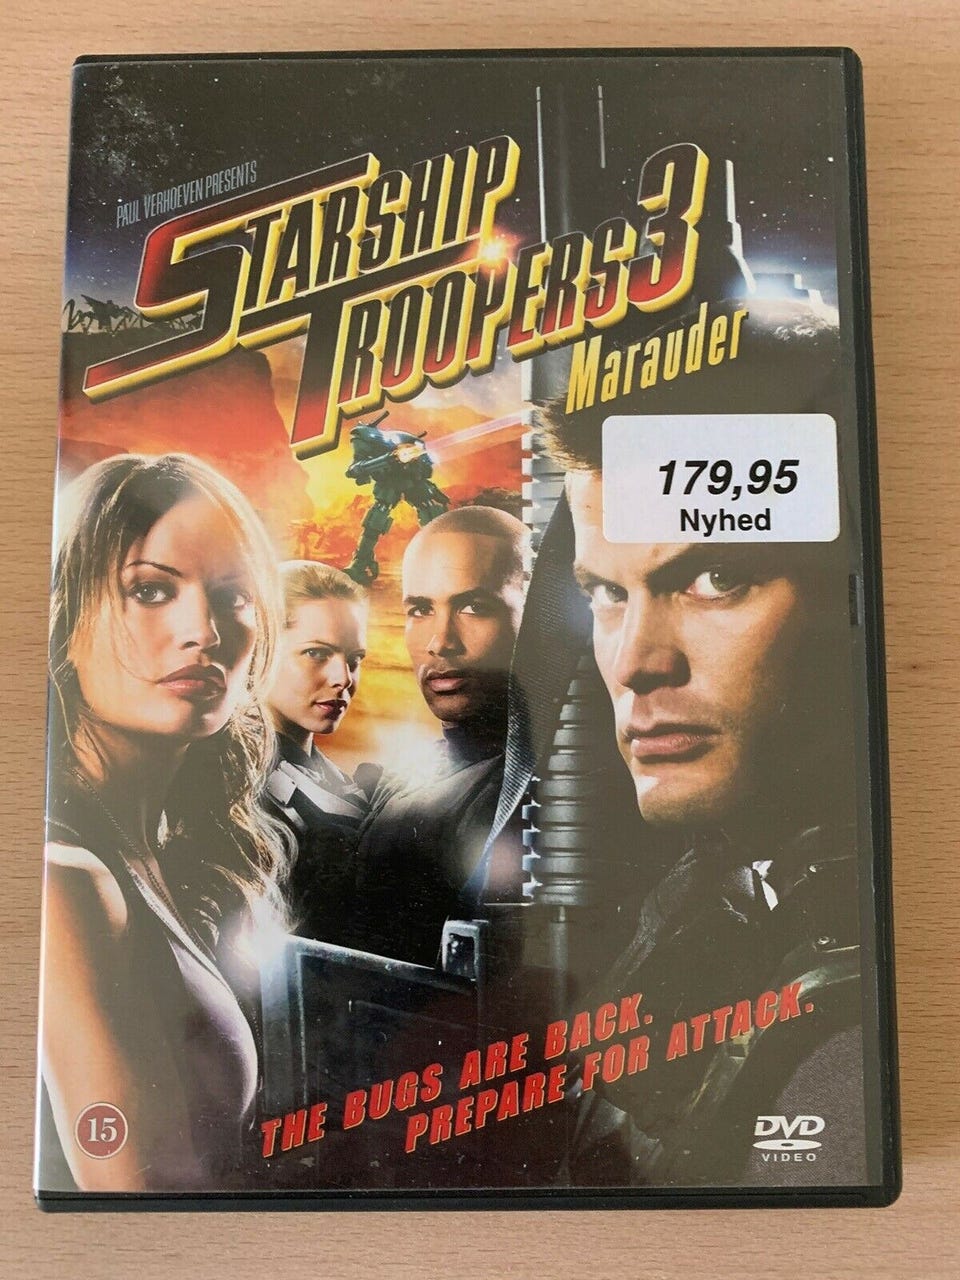 PAUL VERHOEVEN PRESENTS
STARSHIP
TROOPERS 3
Marauder
179,95
Nyhed
THE BUGS ARE BACK.
PREPARE FOR ATTACK.
15
DVD
VIDEO